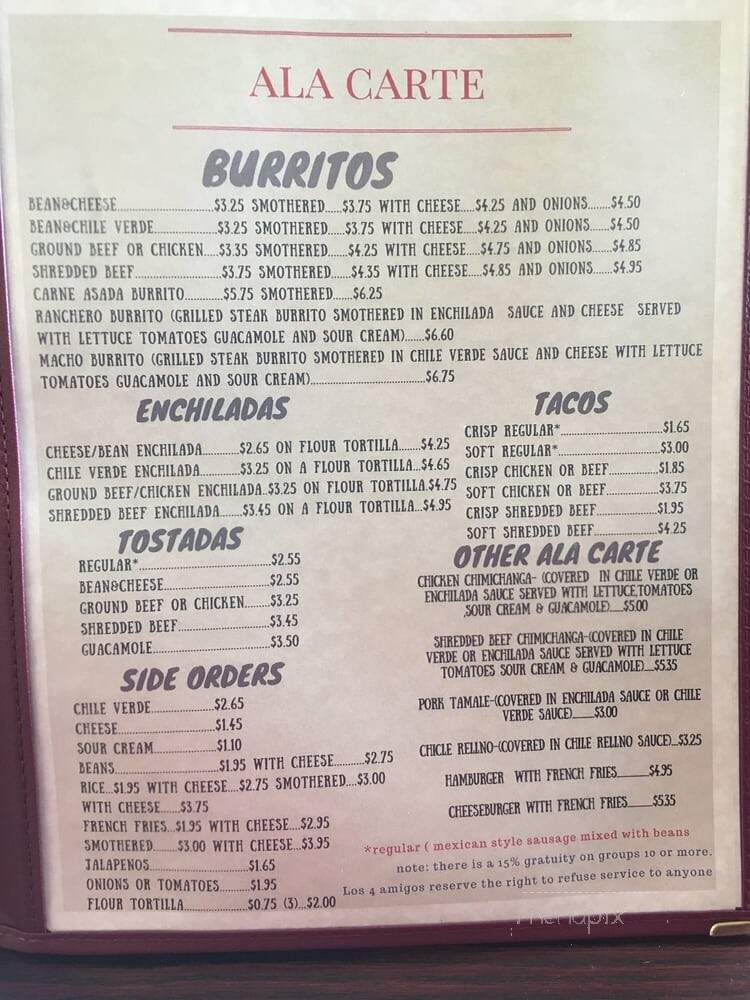 ALA CARTE
BURRITOS
BEAN&CHEESE.....$3.25 SMOTHERED.....$3.75 WITH CHEESE....$4.25 AND ONIONS.......$4.50
BEAN&CHILE VERDE.....$3.25 SMOTHERED.....$3.75 WITH CHEESE....$4.25 AND ONIONS......$4.50
GROUND BEEF OR CHICKEN....$3.35 SMOTHERED......$4.25 WITH CHEESE....$4.75 AND ONIONS......$4.85
SHREDDED BEEF.....$3.75 SMOTHERED......$4.35 WITH CHEESE....$4.85 AND ONIONS......$4.95
CARNE ASADA BURRITO............$5.75 SMOTHERED......$6.25
RANCHERO BURRITO (GRILLED STEAK BURRITO SMOTHERED IN ENCHILADA SAUCE AND CHEESE SERVED
WITH LETTUCE TOMATOES GUACAMOLE AND SOUR CREAM)......$6.60
MACHO BURRITO (GRILLED STEAK BURRITO SMOTHERED IN CHILE VERDE SAUCE AND CHEESE WITH LETTUCE
TOMATOES GUACAMOLE AND SOUR CREAM).....$6.75
ENCHILADAS
CHEESE/BEAN ENCHILADA............$2.65 ON FLOUR TORTILLA.......$4.25
CHILE VERDE ENCHILADA............$3.25 ON A FLOUR TORTILLA...$4.65
GROUND BEEF/CHICKEN ENCHILADA..$3.25 ON FLOUR TORTILLA.$4.75
SHREDDED BEEF ENCHILADA........$3.45 ON A FLOUR TORTILLA...$4.95
TACOS
CRISP REGULAR*.....$1.65
SOFT REGULAR*.....$3.00
CRISP CHICKEN OR BEEF.....$1.85
SOFT CHICKEN OR BEEF.....$3.75
CRISP SHREDDED BEEF.....$1.95
SOFT SHREDDED BEEF.....$4.25
TOSTADAS
REGULAR*.....$2.55
BEAN&CHEESE.....$2.55
GROUND BEEF OR CHICKEN........$3.25
SHREDDED BEEF.....$3.45
GUACAMOLE.....$3.50
SIDE ORDERS
CHILE VERDE.....$2.65
CHEESE.....$1.45
SOUR CREAM.....$1.10
BEANS.....$1.95 WITH CHEESE..........$2.75
RICE...$1.95 WITH CHEESE....$2.75 SMOTHERED....$3.00
WITH CHEESE......$3.75
FRENCH FRIES...$1.95 WITH CHEESE....$2.95
SMOTHERED........$3.00 WITH CHEESE...$3.95
JALAPENOS.....$1.65
ONIONS OR TOMATOES.........$1.95
FLOUR TORTILLA.....$0.75 (3)...$2.00
OTHER ALA CARTE
CHICKEN CHIMICHANGA- (COVERED IN CHILE VERDE OR
ENCHILADA SAUCE SERVED WITH LETTUCE,TOMATOES
,SOUR CREAM & GUACAMOLE)....$5.00
SHREDDED BEEF CHIMICHANGA-(COVERED IN CHILE
VERDE OR ENCHILADA SAUCE SERVED WITH LETTUCE
TOMATOES SOUR CREAM & GUACAMOLE)...$5.35
PORK TAMALE-(COVERED IN ENCHILADA SAUCE OR CHILE
VERDE SAUCE).......$3.00
CHICLE RELLNO-(COVERED IN CHILE RELLNO SAUCE)...$3.25
HAMBURGER WITH FRENCH FRIES..........$4.95
CHEESEBURGER WITH FRENCH FRIES........$5.35
*regular ( mexican style sausage mixed with beans
note: there is a 15% gratuity on groups 10 or more.
Los 4 amigos reserve the right to refuse service to anyone
menupix